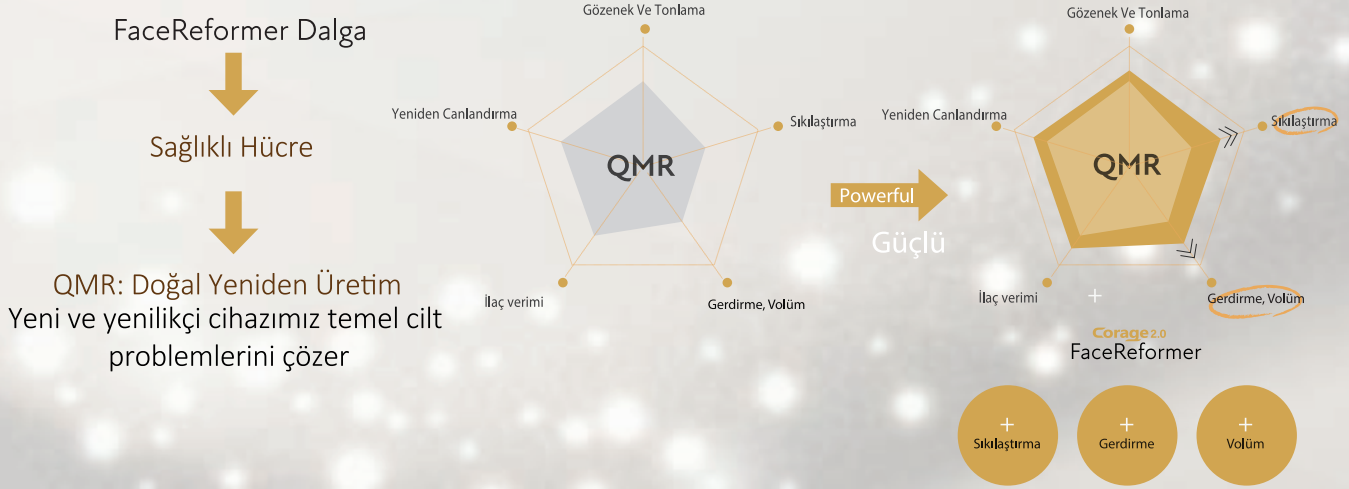 FaceReformer Dalga
Sağlıklı Hücre
QMR: Doğal Yeniden Üretim
Yeni ve yenilikçi cihazımız temel cilt
problemlerini çözer
Gözenek Ve Tonlama
Yeniden Canlandırma
Sıkılaştırma
QMR
İlaç verimi
Gerdirme, Volüm
Powerful
Güçlü
Gözenek Ve Tonlama
Yeniden Canlandırma
Sıkılaştırma
QMR
İlaç verimi
+
Gerdirme, Volüm
Corage 2.0
FaceReformer
+
Sıkılaştırma
+
Gerdirme
+
Volüm